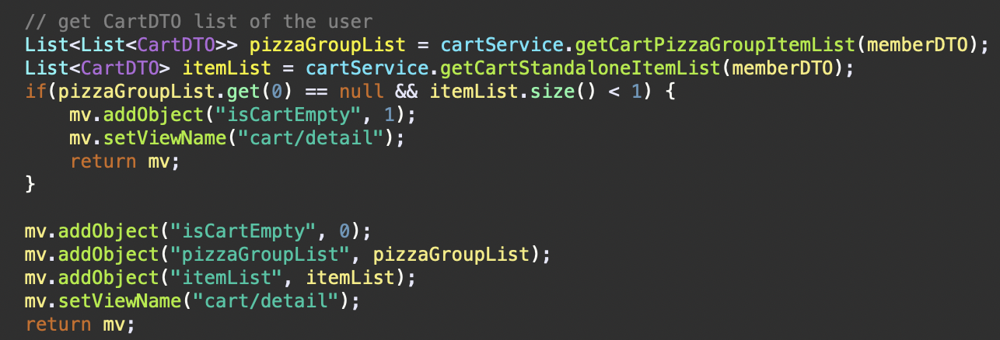 // get CartDTO list of the user
List<List<CartDTO>> pizzaGroupList = cartService.getCartPizzaGroupItemList(memberDTO);
List<CartDTO> itemList = cartService.getCartStandaloneItemList(memberDTO);
if(pizzaGroupList.get(0) == null && itemList.size() < 1) {
    mv.addObject("isCartEmpty", 1);
    mv.setViewName("cart/detail");
    return mv;
}

mv.addObject("isCartEmpty", 0);
mv.addObject("pizzaGroupList", pizzaGroupList);
mv.addObject("itemList", itemList);
mv.setViewName("cart/detail");
return mv;